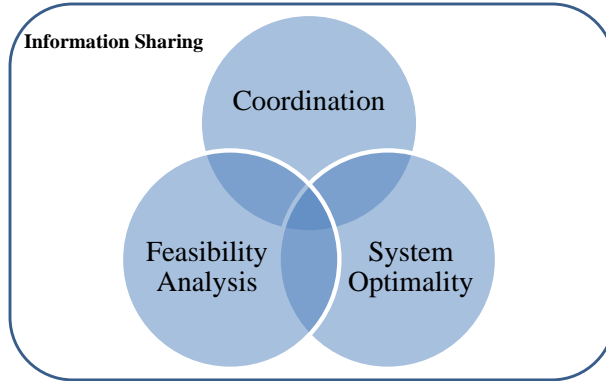 Information Sharing
Coordination
Feasibility
Analysis
System
Optimality